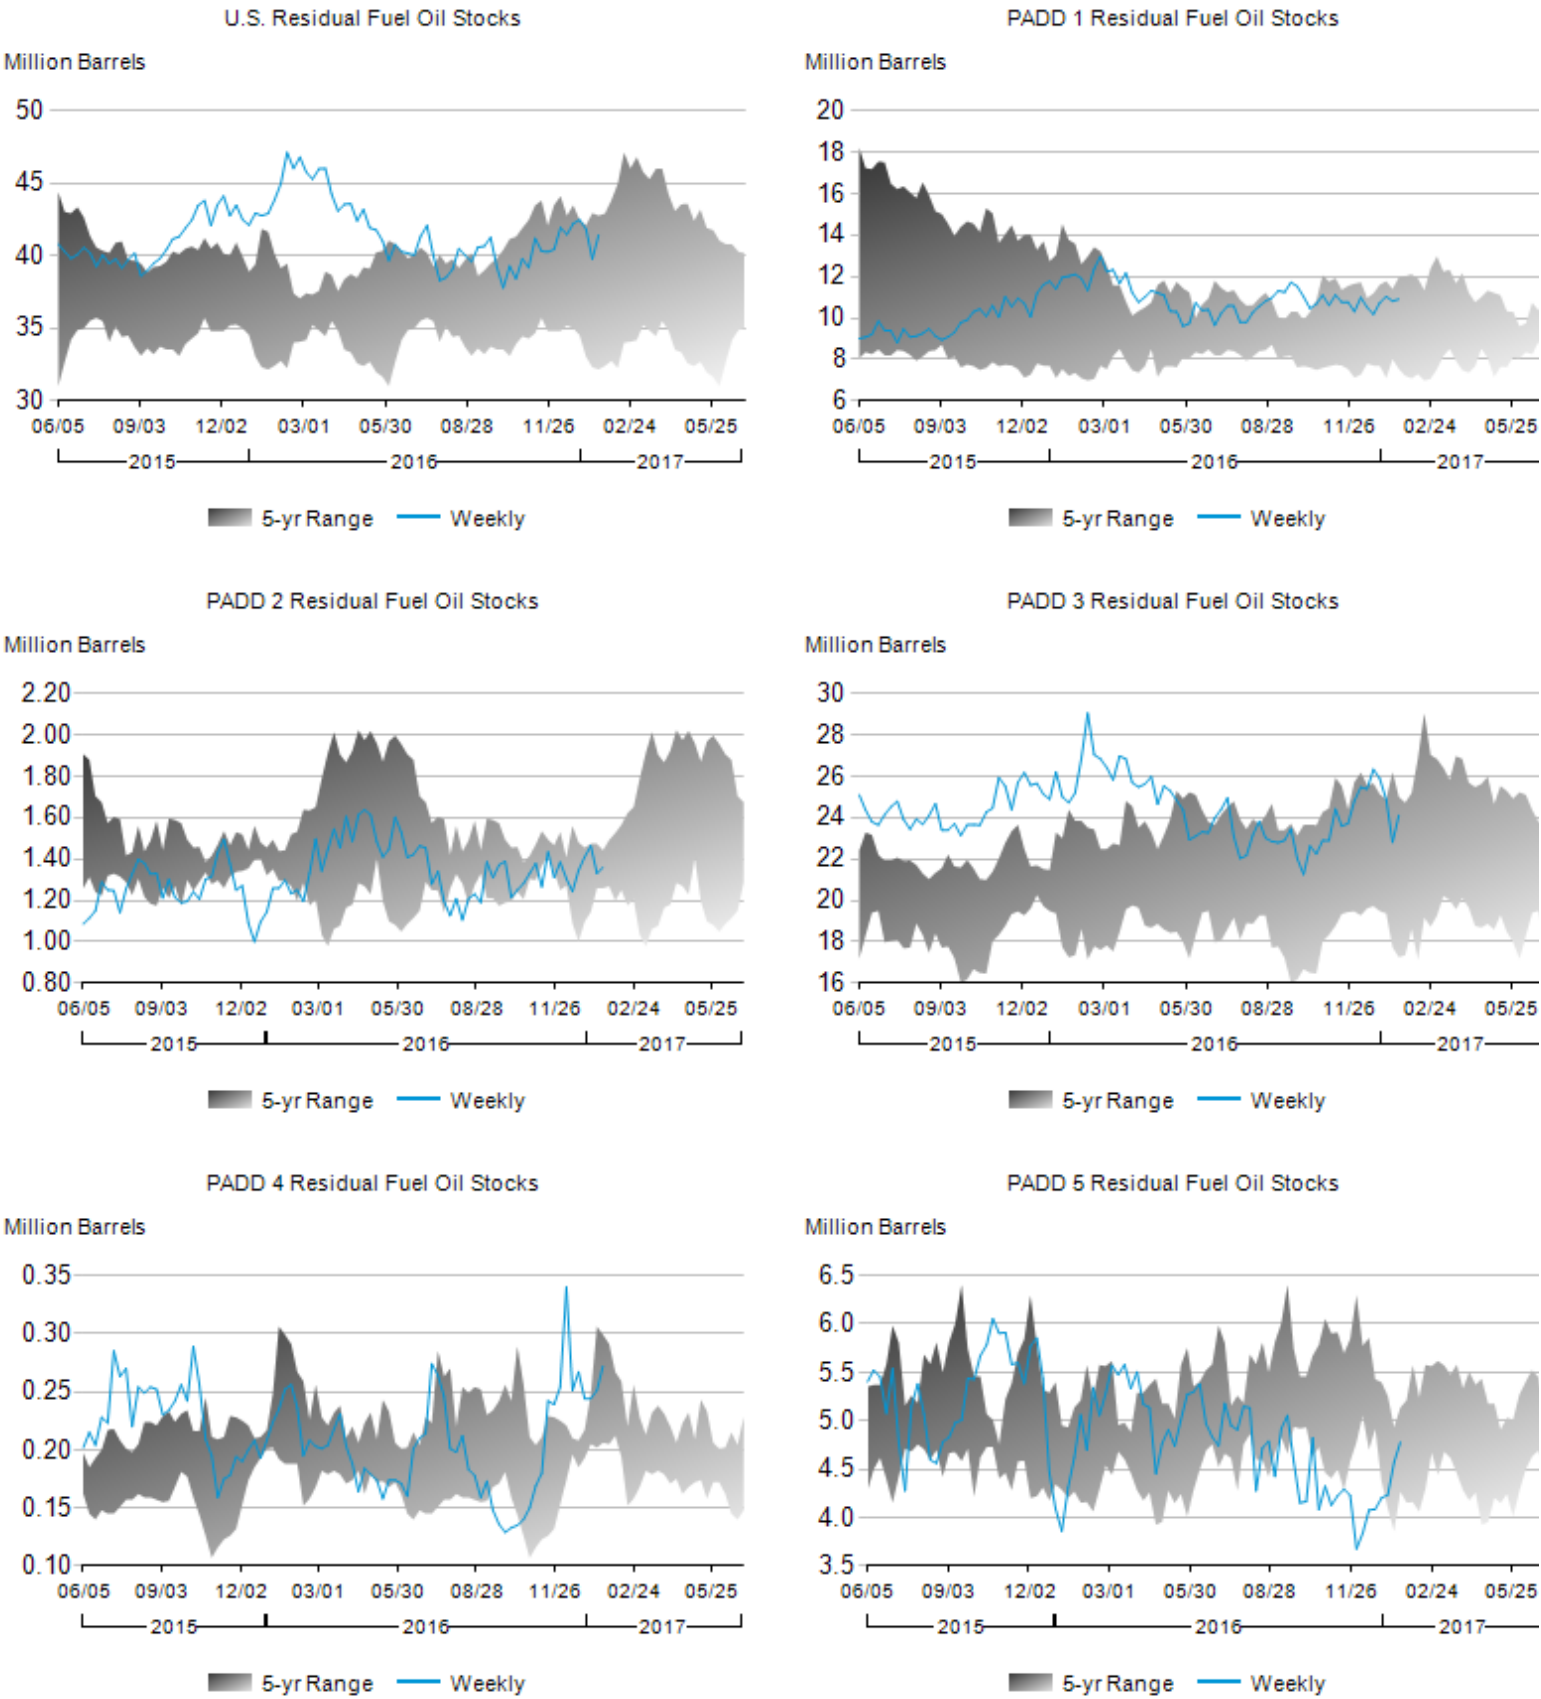 U.S. Residual Fuel Oil Stocks
Million Barrels
50
45
40
35
30
06/05 09/03 12/02 03/01 05/30 08/28 11/26 02/24 05/25
2015 2016 2017
5-yr Range Weekly
PADD 1 Residual Fuel Oil Stocks
Million Barrels
20
18
16
14
12
10
8
6
06/05 09/03 12/02 03/01 05/30 08/28 11/26 02/24 05/25
2015 2016 2017
5-yr Range Weekly
PADD 2 Residual Fuel Oil Stocks
Million Barrels
2.20
2.00
1.80
1.60
1.40
1.20
1.00
0.80
06/05 09/03 12/02 03/01 05/30 08/28 11/26 02/24 05/25
2015 2016 2017
5-yr Range Weekly
PADD 3 Residual Fuel Oil Stocks
Million Barrels
30
28
26
24
22
20
18
16
06/05 09/03 12/02 03/01 05/30 08/28 11/26 02/24 05/25
2015 2016 2017
5-yr Range Weekly
PADD 4 Residual Fuel Oil Stocks
Million Barrels
0.35
0.30
0.25
0.20
0.15
0.10
06/05 09/03 12/02 03/01 05/30 08/28 11/26 02/24 05/25
2015 2016 2017
5-yr Range Weekly
PADD 5 Residual Fuel Oil Stocks
Million Barrels
6.5
6.0
5.5
5.0
4.5
4.0
3.5
06/05 09/03 12/02 03/01 05/30 08/28 11/26 02/24 05/25
2015 2016 2017
5-yr Range Weekly